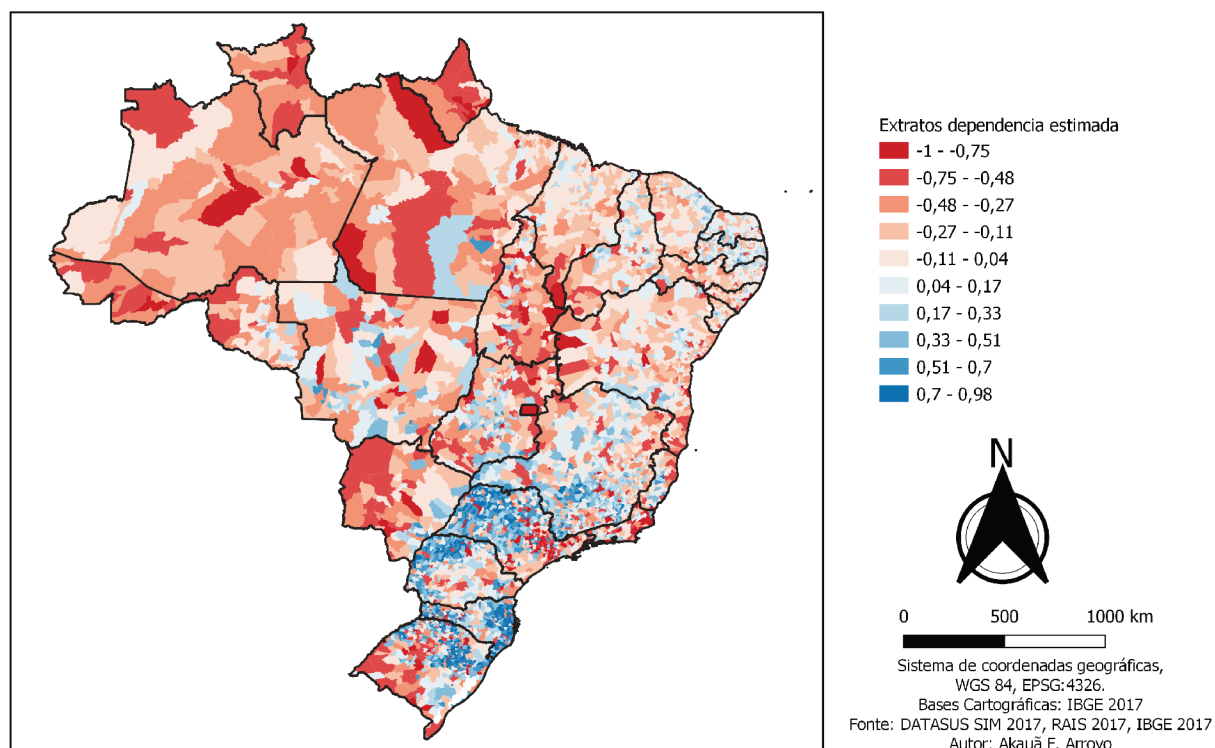 Extratos dependencia estimada
-1 - -0,75
-0,75 - -0,48
-0,48 - -0,27
-0,27 - -0,11
-0,11 - 0,04
0,04 - 0,17
0,17 - 0,33
0,33 - 0,51
0,51 - 0,7
0,7 - 0,98
N
0 500 1000 km
Sistema de coordenadas geográficas,
WGS 84, EPSG:4326.
Bases Cartográficas: IBGE 2017
Fonte: DATASUS SIM 2017, RAIS 2017, IBGE 2017
Autor: Akauã F. Arroyo